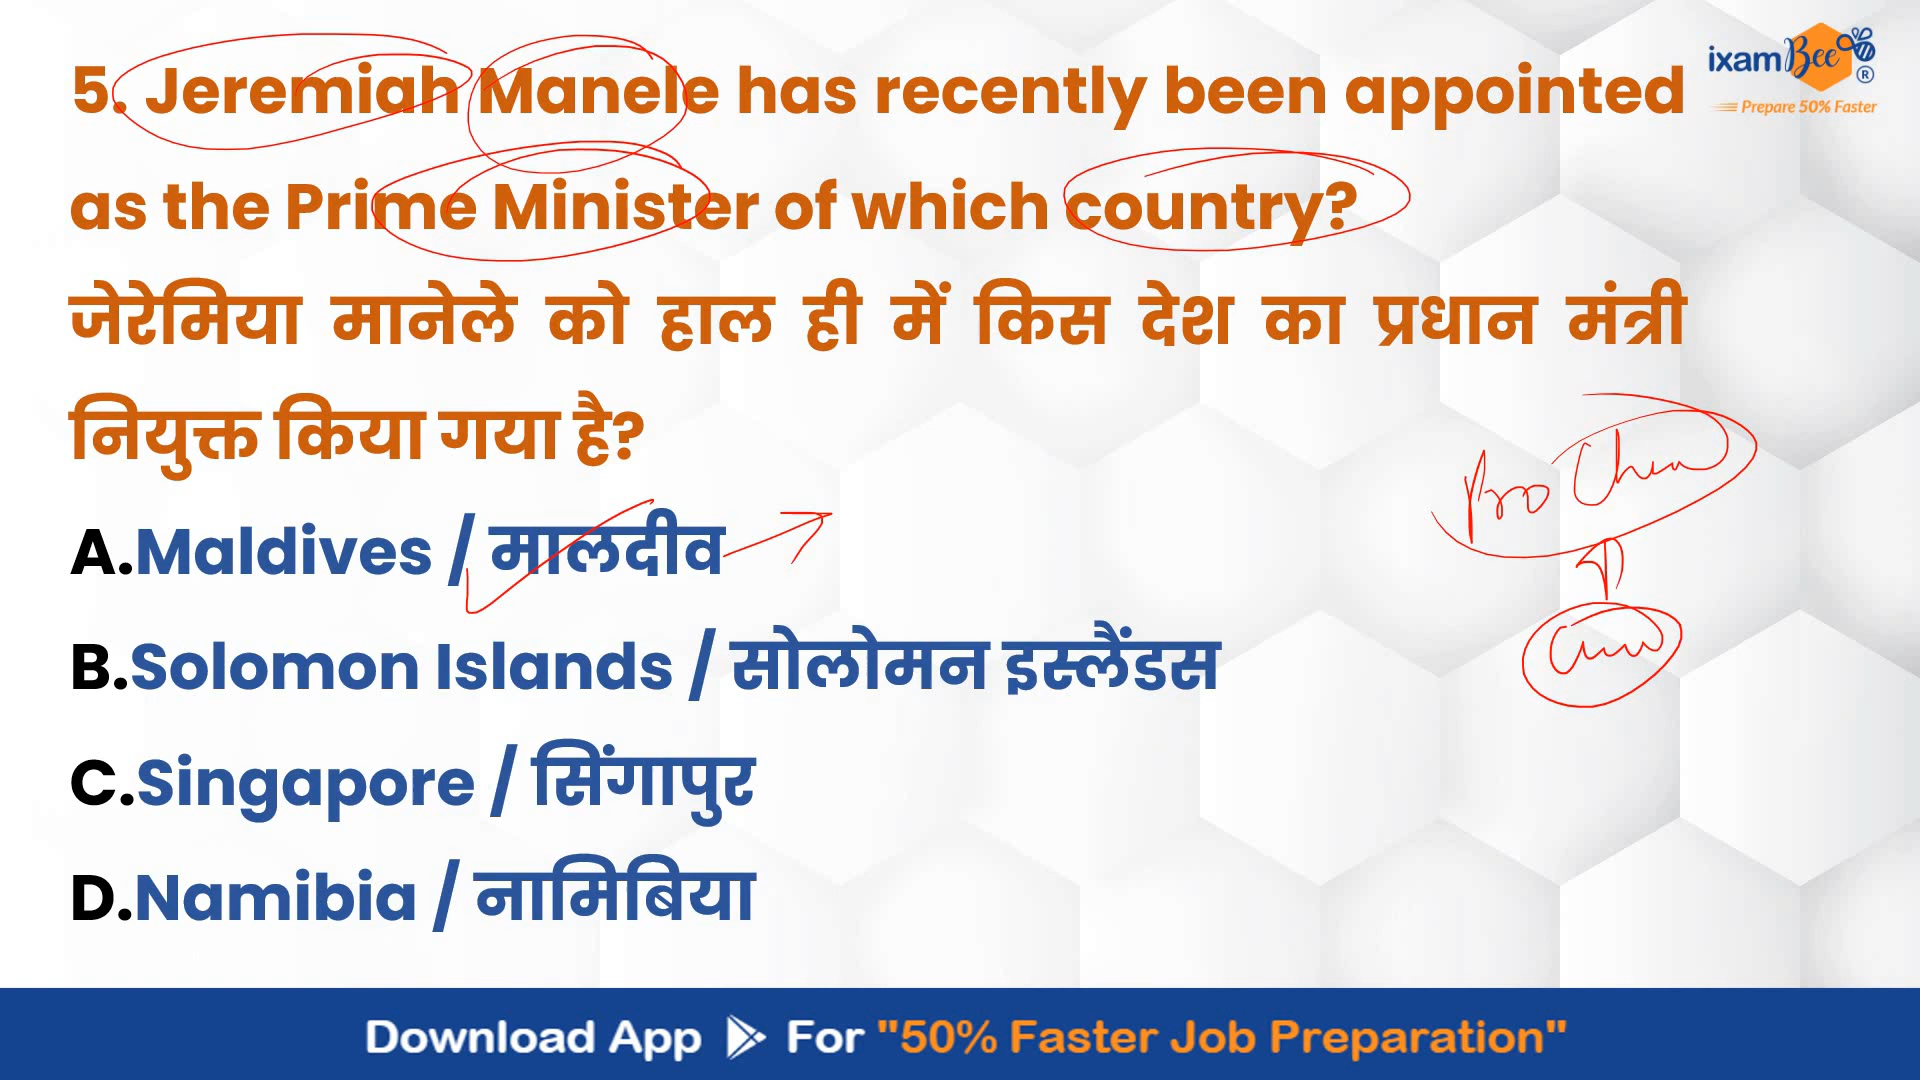 5. Jeremiah Manele has recently been appointed
as the Prime Minister of which country?
जेरेमिया मानेले को हाल ही में किस देश का प्रधान मंत्री
नियुक्त किया गया है?
A.Maldives / मालदीव
B.Solomon Islands / सोलोमन इस्लैंडस
C.Singapore / सिंगापुर
D.Namibia / नामिबिया
ixamBee
®
Prepare 50% Faster
Pro
Download App For "50% Faster Job Preparation"